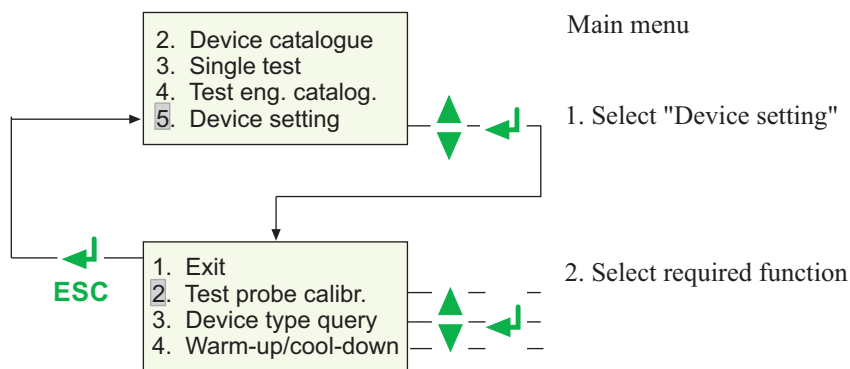 2. Device catalogue
3. Single test
4. Test eng. catalog.
5. Device setting
Main menu
1. Select "Device setting"
ESC
1. Exit
2. Test probe calibr.
3. Device type query
4. Warm-up/cool-down
2. Select required function